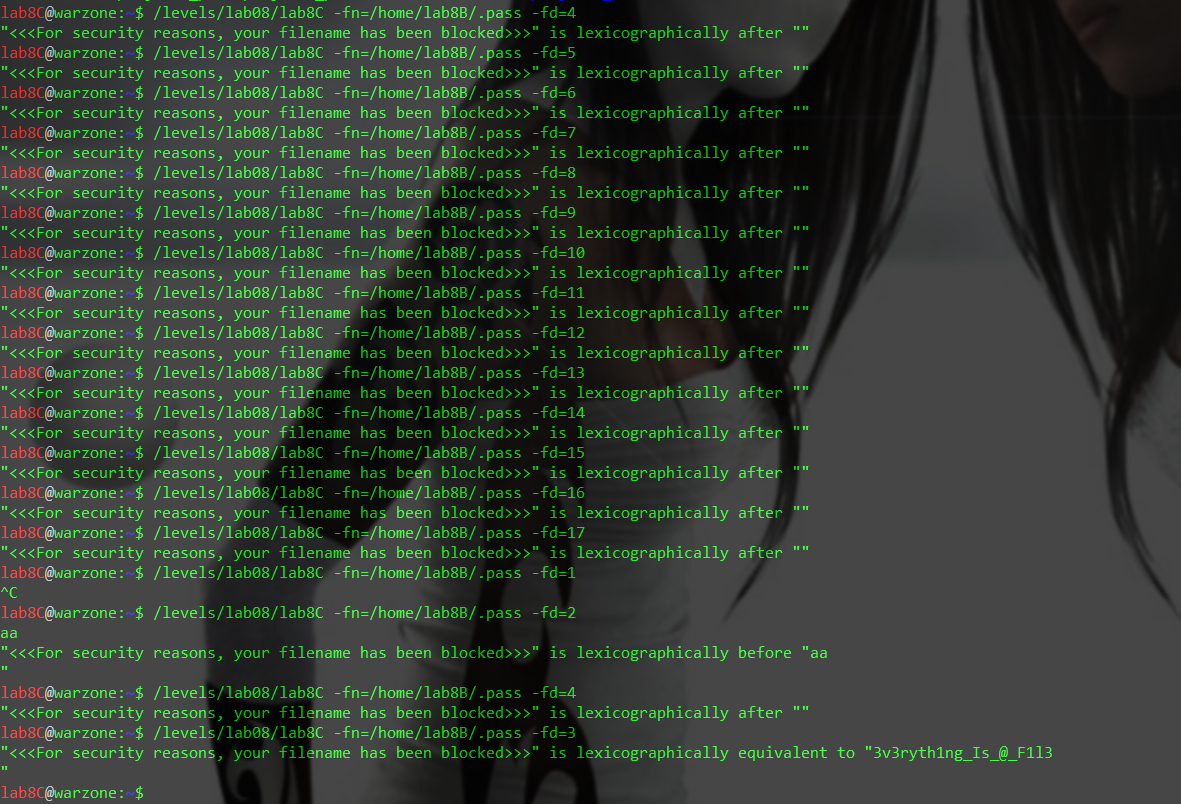 lab8C@warzone:~$ /levels/lab08/lab8C -fn=/home/lab8B/.pass -fd=4
"<<<For security reasons, your filename has been blocked>>>" is lexicographically after ""
lab8C@warzone:~$ /levels/lab08/lab8C -fn=/home/lab8B/.pass -fd=5
"<<<For security reasons, your filename has been blocked>>>" is lexicographically after ""
lab8C@warzone:~$ /levels/lab08/lab8C -fn=/home/lab8B/.pass -fd=6
"<<<For security reasons, your filename has been blocked>>>" is lexicographically after ""
lab8C@warzone:~$ /levels/lab08/lab8C -fn=/home/lab8B/.pass -fd=7
"<<<For security reasons, your filename has been blocked>>>" is lexicographically after ""
lab8C@warzone:~$ /levels/lab08/lab8C -fn=/home/lab8B/.pass -fd=8
"<<<For security reasons, your filename has been blocked>>>" is lexicographically after ""
lab8C@warzone:~$ /levels/lab08/lab8C -fn=/home/lab8B/.pass -fd=9
"<<<For security reasons, your filename has been blocked>>>" is lexicographically after ""
lab8C@warzone:~$ /levels/lab08/lab8C -fn=/home/lab8B/.pass -fd=10
"<<<For security reasons, your filename has been blocked>>>" is lexicographically after ""
lab8C@warzone:~$ /levels/lab08/lab8C -fn=/home/lab8B/.pass -fd=11
"<<<For security reasons, your filename has been blocked>>>" is lexicographically after ""
lab8C@warzone:~$ /levels/lab08/lab8C -fn=/home/lab8B/.pass -fd=12
"<<<For security reasons, your filename has been blocked>>>" is lexicographically after ""
lab8C@warzone:~$ /levels/lab08/lab8C -fn=/home/lab8B/.pass -fd=13
"<<<For security reasons, your filename has been blocked>>>" is lexicographically after ""
lab8C@warzone:~$ /levels/lab08/lab8C -fn=/home/lab8B/.pass -fd=14
"<<<For security reasons, your filename has been blocked>>>" is lexicographically after ""
lab8C@warzone:~$ /levels/lab08/lab8C -fn=/home/lab8B/.pass -fd=15
"<<<For security reasons, your filename has been blocked>>>" is lexicographically after ""
lab8C@warzone:~$ /levels/lab08/lab8C -fn=/home/lab8B/.pass -fd=16
"<<<For security reasons, your filename has been blocked>>>" is lexicographically after ""
lab8C@warzone:~$ /levels/lab08/lab8C -fn=/home/lab8B/.pass -fd=17
"<<<For security reasons, your filename has been blocked>>>" is lexicographically after ""
lab8C@warzone:~$ /levels/lab08/lab8C -fn=/home/lab8B/.pass -fd=1
^C
lab8C@warzone:~$ /levels/lab08/lab8C -fn=/home/lab8B/.pass -fd=2
aa
"<<<For security reasons, your filename has been blocked>>>" is lexicographically before "aa
"
lab8C@warzone:~$ /levels/lab08/lab8C -fn=/home/lab8B/.pass -fd=4
"<<<For security reasons, your filename has been blocked>>>" is lexicographically after ""
lab8C@warzone:~$ /levels/lab08/lab8C -fn=/home/lab8B/.pass -fd=3
"<<<For security reasons, your filename has been blocked>>>" is lexicographically equivalent to "3v3ryth1ng_Is_@_F1l3
"
lab8C@warzone:~$